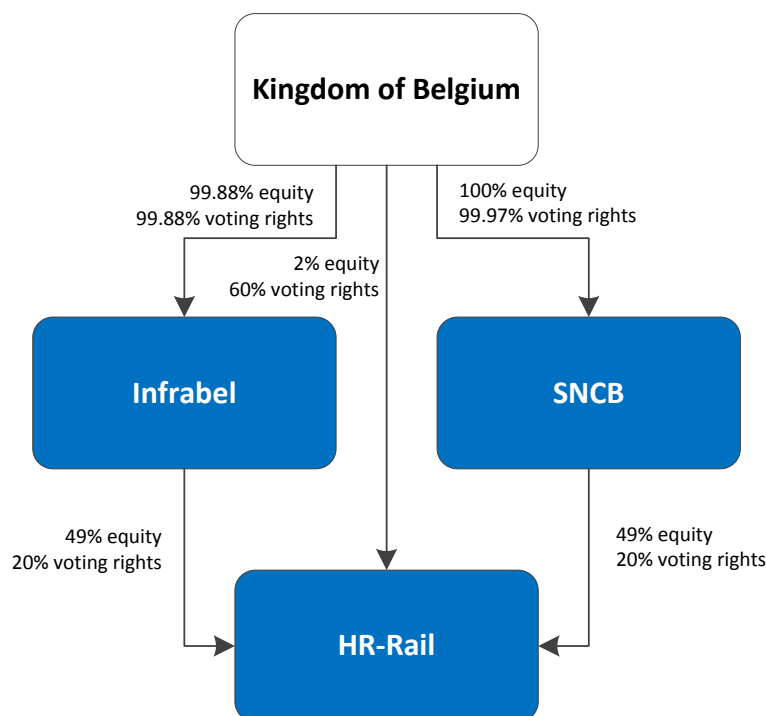 Kingdom of Belgium
99.88% equity
99.88% voting rights
100% equity
99.97% voting rights
2% equity
60% voting rights
Infrabel
SNCB
49% equity
20% voting rights
49% equity
20% voting rights
HR-Rail